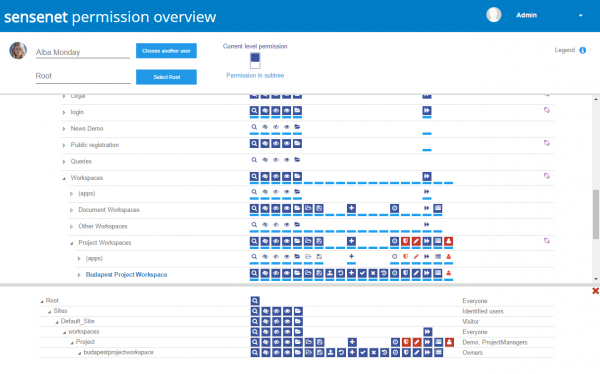 sensenet permission overview
Admin
Alba Monday
Choose another user
Current level permission
Legend
Root
Select Root
Permission in subtree
Legal
login
News Demo
Public registration
Queries
Workspaces
(apps)
Document Workspaces
Other Workspaces
Project Workspaces
(apps)
Budapest Project Workspace
Root Everyone
Sites Identified users
Default_Site Visitor
workspaces Everyone
Project Demo, ProjectManagers
budapestprojectworkspace Owners